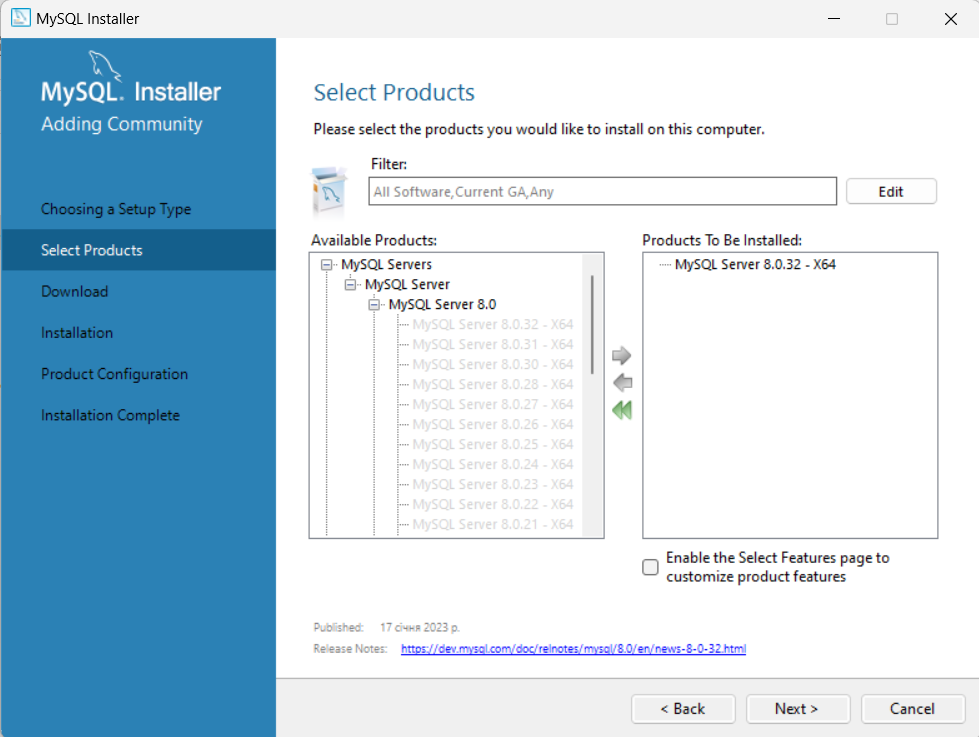 MySQL Installer
MySQL. Installer
Adding Community
Choosing a Setup Type
Select Products
Download
Installation
Product Configuration
Installation Complete
Select Products
Please select the products you would like to install on this computer.
Filter:
All Software,Current GA,Any
Edit
Available Products:
MySQL Servers
MySQL Server
MySQL Server 8.0
MySQL Server 8.0.32 - X64
MySQL Server 8.0.31 - X64
MySQL Server 8.0.30 - X64
MySQL Server 8.0.28 - X64
MySQL Server 8.0.27 - X64
MySQL Server 8.0.26 - X64
MySQL Server 8.0.25 - X64
MySQL Server 8.0.24 - X64
MySQL Server 8.0.23 - X64
MySQL Server 8.0.22 - X64
MySQL Server 8.0.21 - X64
Products To Be Installed:
MySQL Server 8.0.32 - X64
Enable the Select Features page to
customize product features
Published: 17 січня 2023 р.
Release Notes: https://dev.mysql.com/doc/relnotes/mysql/8.0/en/news-8-0-32.html
< Back
Next >
Cancel